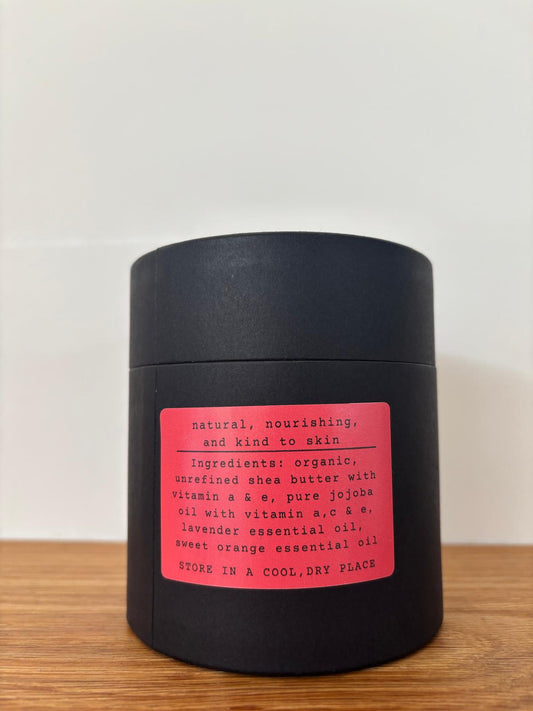 natural, nourishing,
and kind to skin
Ingredients: organic,
unrefined shea butter with
vitamin a & e, pure jojoba
oil with vitamin a,c & e,
lavender essential oil,
sweet orange essential oil
STORE IN A COOL,DRY PLACE